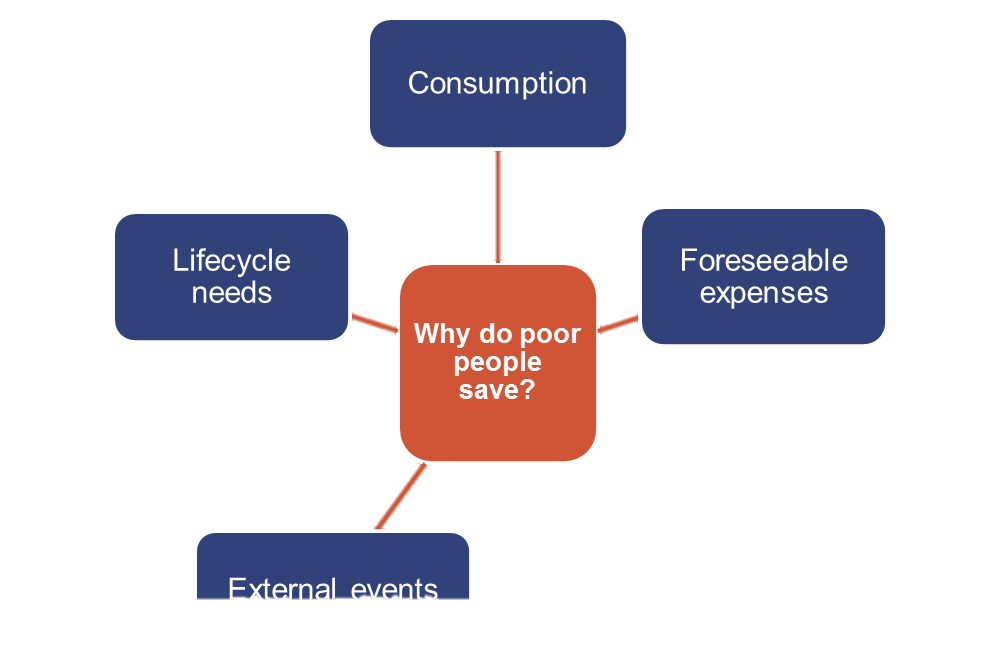 Consumption
Lifecycle
needs
Foreseeable
expenses
Why do poor
people
save?
External events